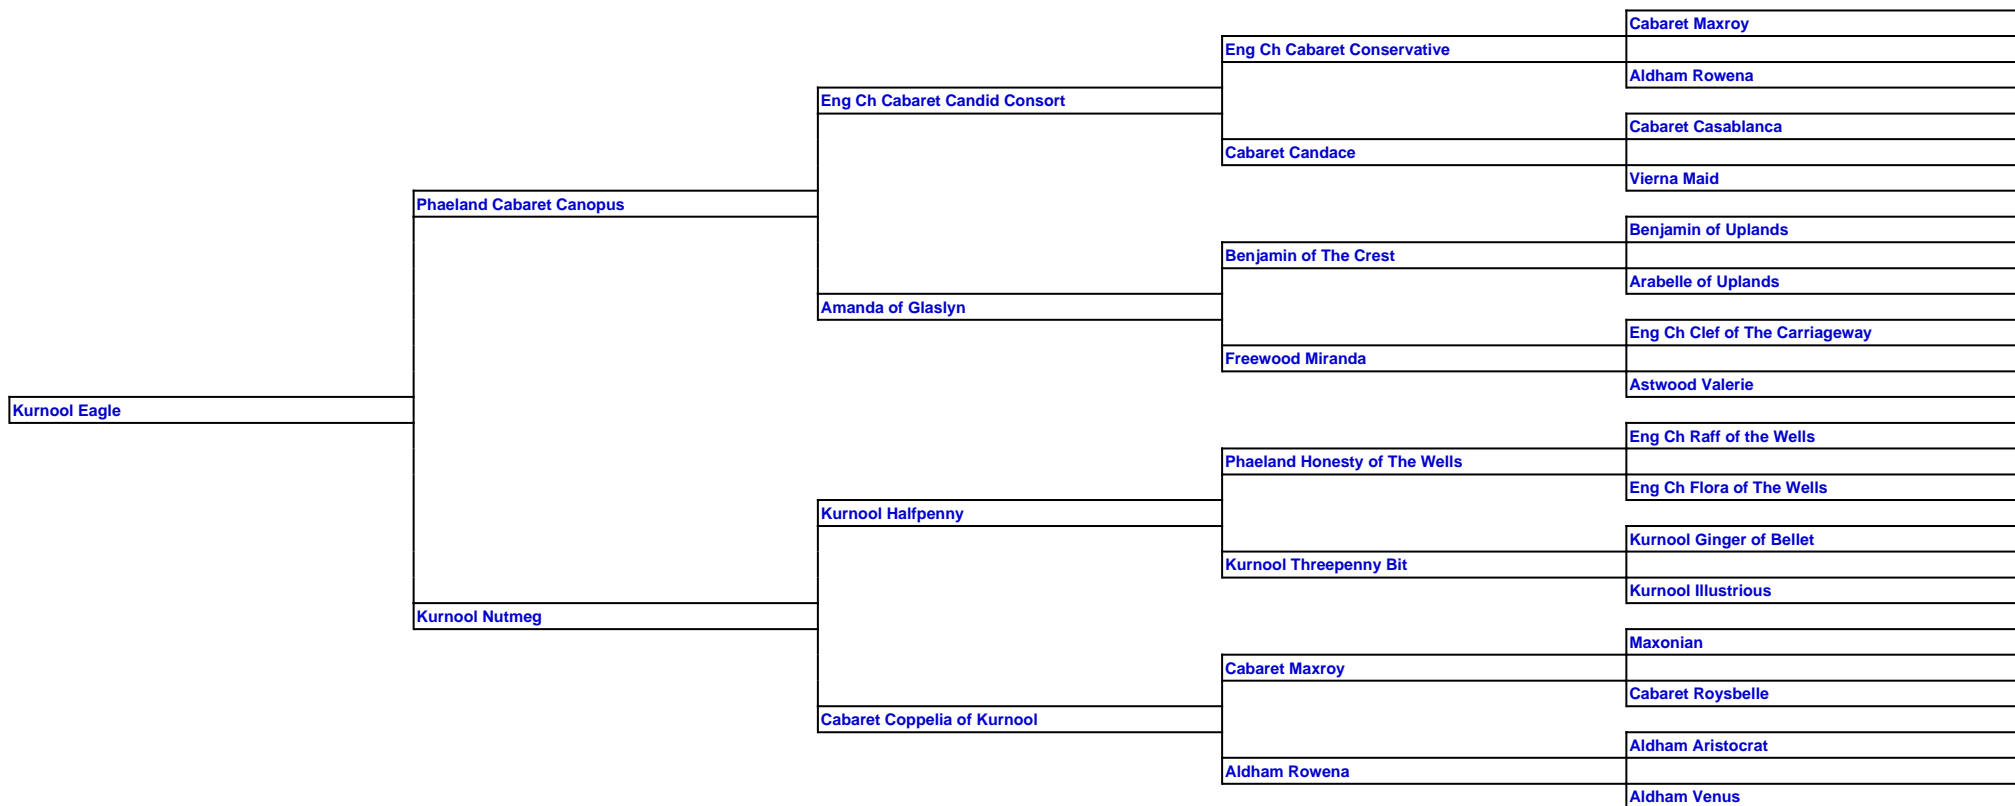 Cabaret Maxroy
Eng Ch Cabaret Conservative
Aldham Rowena
Eng Ch Cabaret Candid Consort
Cabaret Casablanca
Cabaret Candace
Vierna Maid
Phaeland Cabaret Canopus
Benjamin of Uplands
Benjamin of The Crest
Arabelle of Uplands
Amanda of Glaslyn
Eng Ch Clef of The Carriageway
Freewood Miranda
Astwood Valerie
Kurnool Eagle
Eng Ch Raff of the Wells
Phaeland Honesty of The Wells
Eng Ch Flora of The Wells
Kurnool Halfpenny
Kurnool Ginger of Bellet
Kurnool Threepenny Bit
Kurnool Illustrious
Kurnool Nutmeg
Maxonian
Cabaret Maxroy
Cabaret Roysbelle
Cabaret Coppelia of Kurnool
Aldham Aristocrat
Aldham Rowena
Aldham Venus